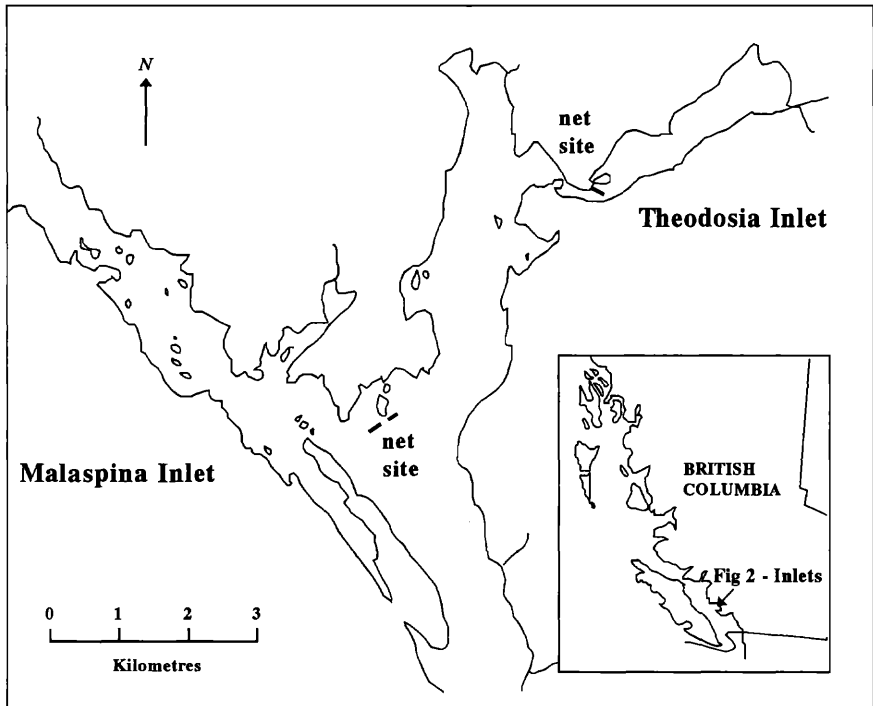 N
net
site
Theodosia Inlet
net
site
Malaspina Inlet
BRITISH
COLUMBIA
Fig 2 - Inlets
0 1 2 3
Kilometres